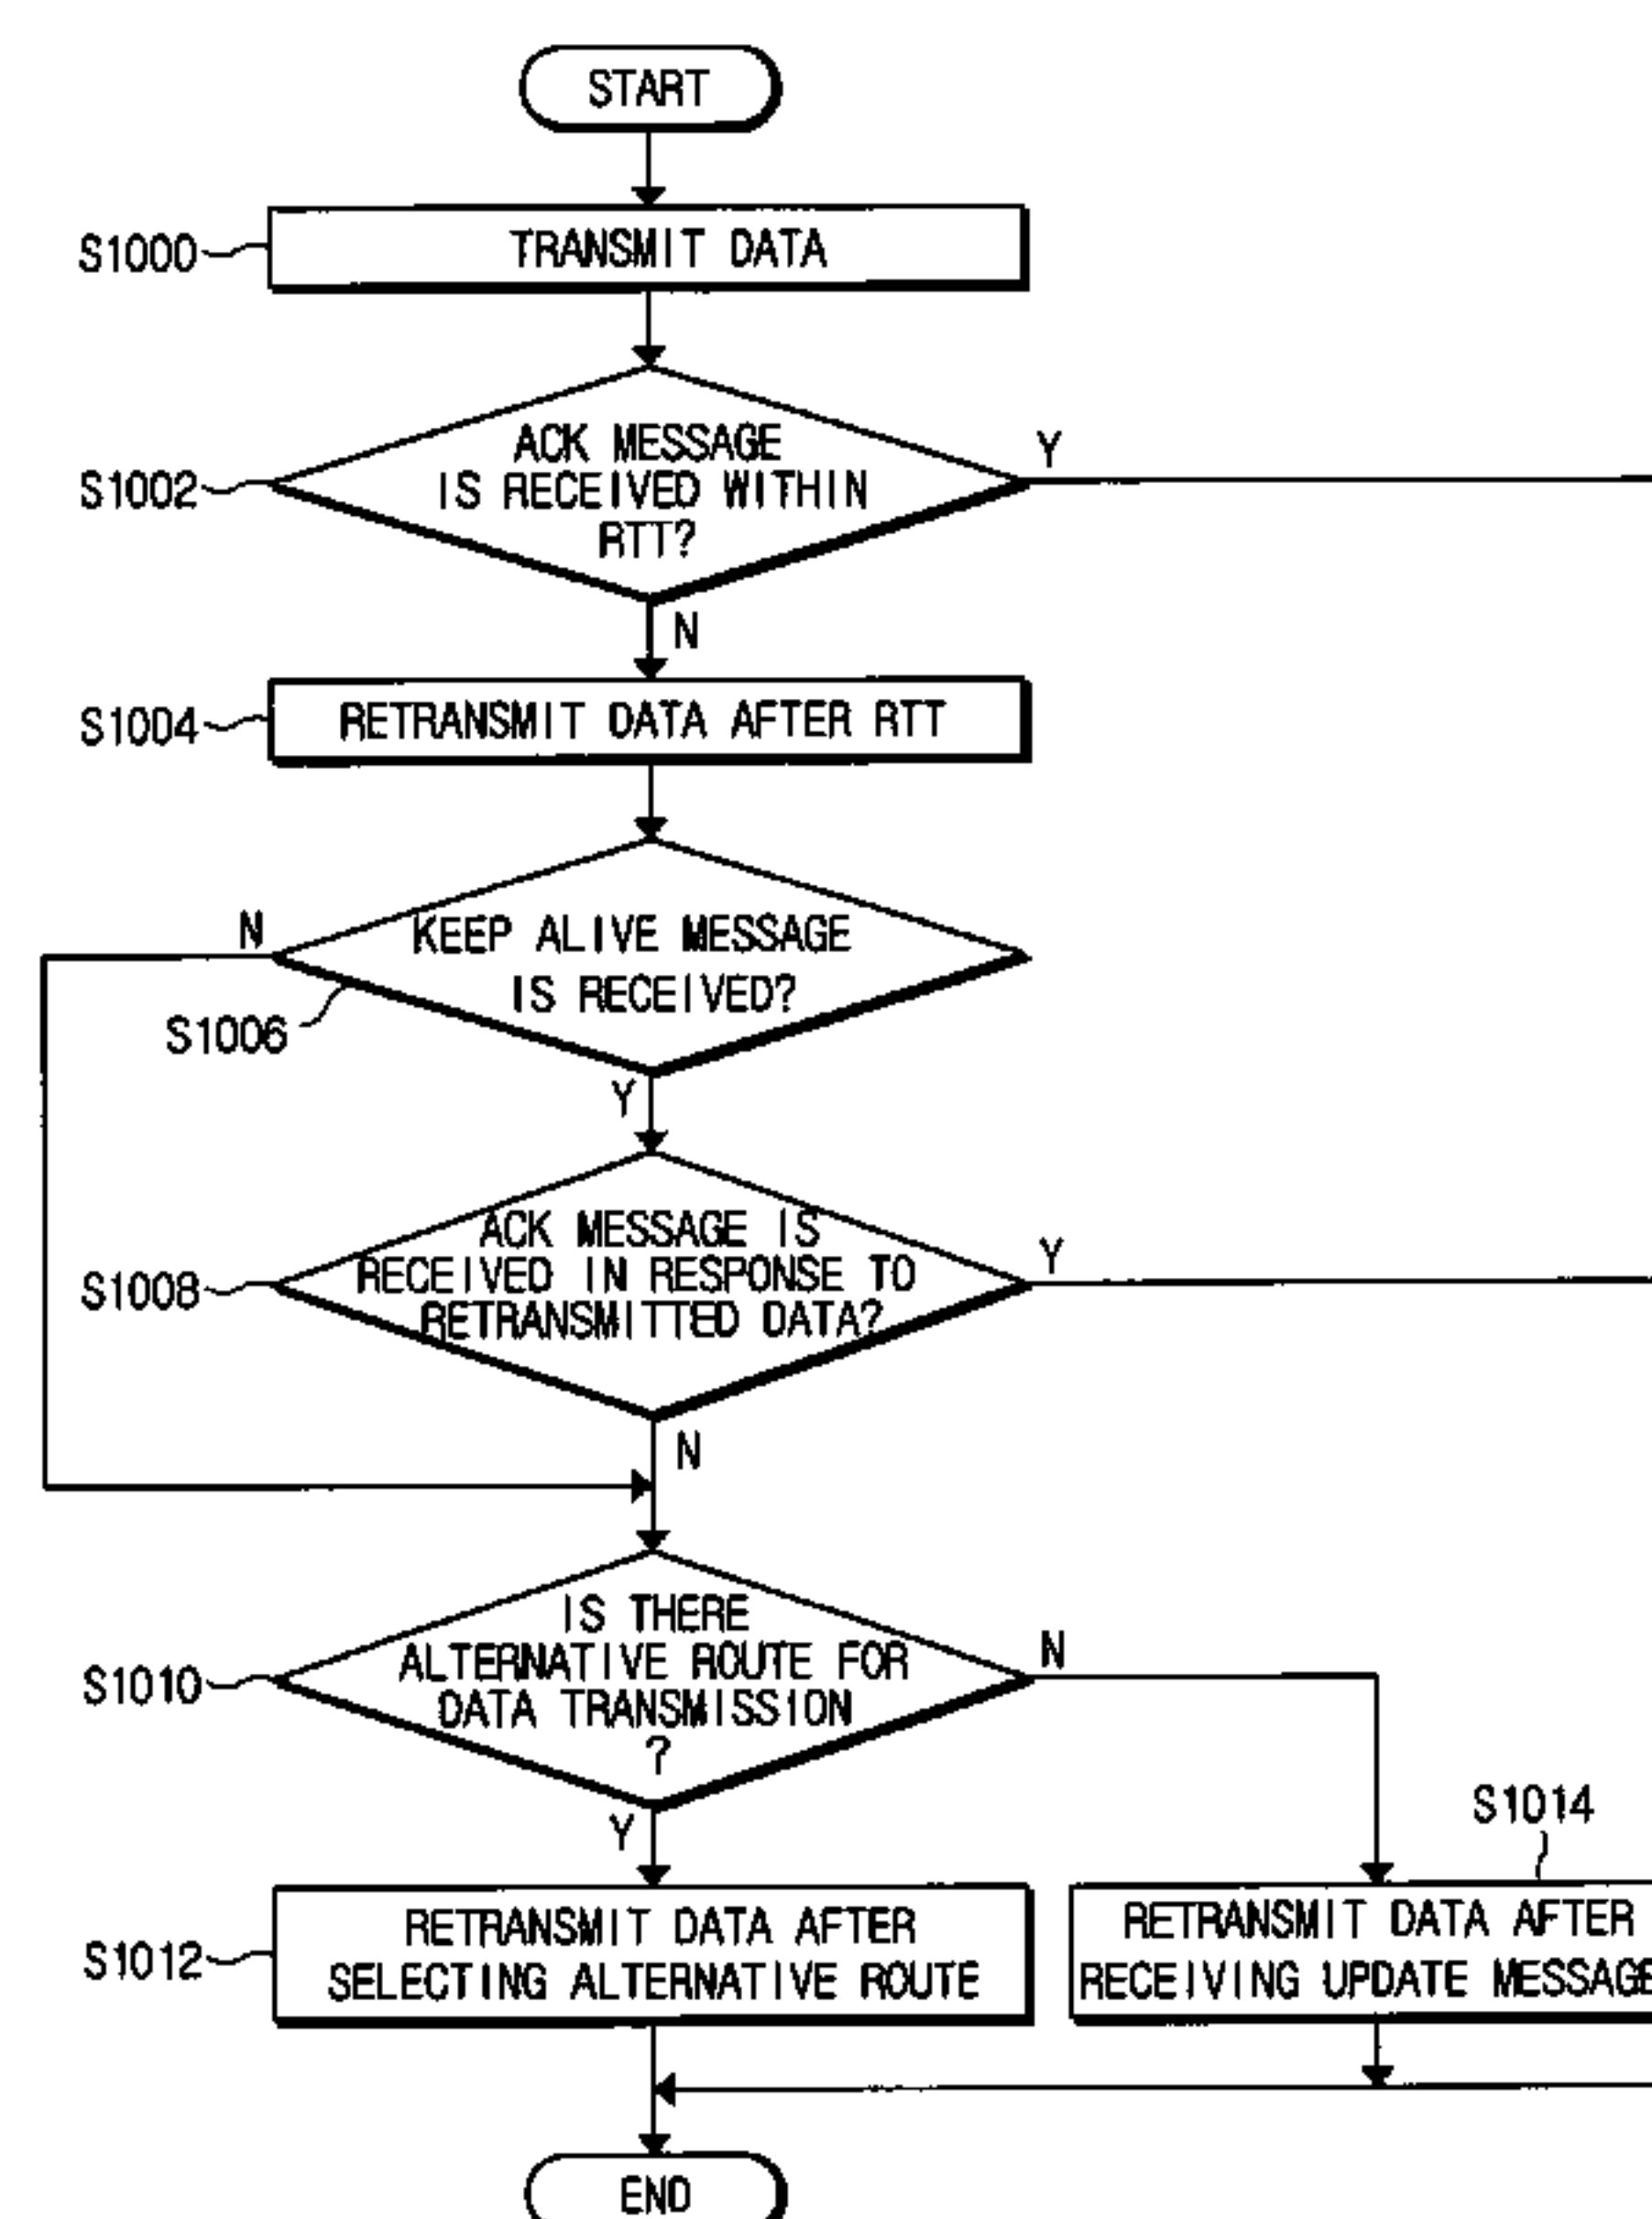 START
S1000
TRANSMIT DATA
S1002
ACK MESSAGE
IS RECEIVED WITHIN
RTT?
Y
N
S1004
RETRANSMIT DATA AFTER RTT
N
KEEP ALIVE MESSAGE
IS RECEIVED?
S1006
Y
S1008
ACK MESSAGE IS
RECEIVED IN RESPONSE TO
RETRANSMITTED DATA?
Y
N
S1010
IS THERE
ALTERNATIVE ROUTE FOR
DATA TRANSMISSION
?
N
Y
S1014
S1012
RETRANSMIT DATA AFTER
SELECTING ALTERNATIVE ROUTE
RETRANSMIT DATA AFTER
RECEIVING UPDATE MESSAGE
END